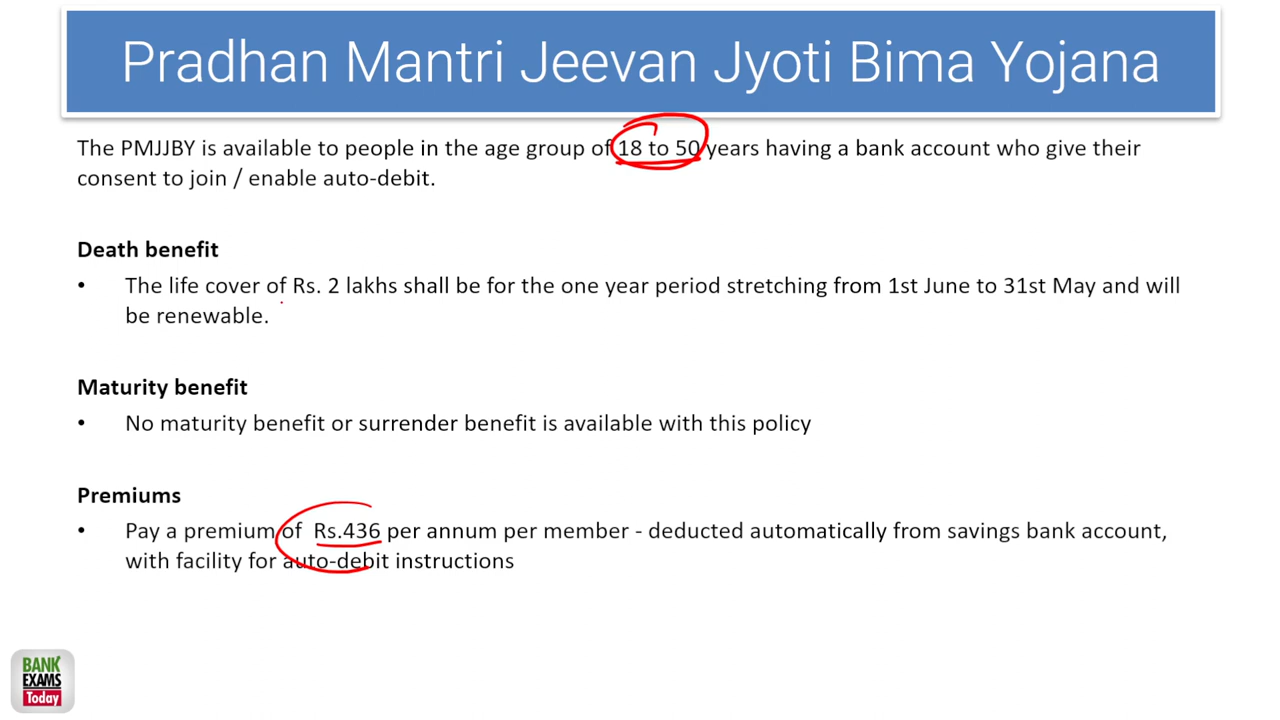 Pradhan Mantri Jeevan Jyoti Bima Yojana
The PMJJBY is available to people in the age group of 18 to 50 years having a bank account who give their
consent to join / enable auto-debit.
Death benefit
• The life cover of Rs. 2 lakhs shall be for the one year period stretching from 1st June to 31st May and will
be renewable.
Maturity benefit
• No maturity benefit or surrender benefit is available with this policy
Premiums
• Pay a premium of Rs.436 per annum per member - deducted automatically from savings bank account,
with facility for auto-debit instructions
BANK
EXAMS
Today